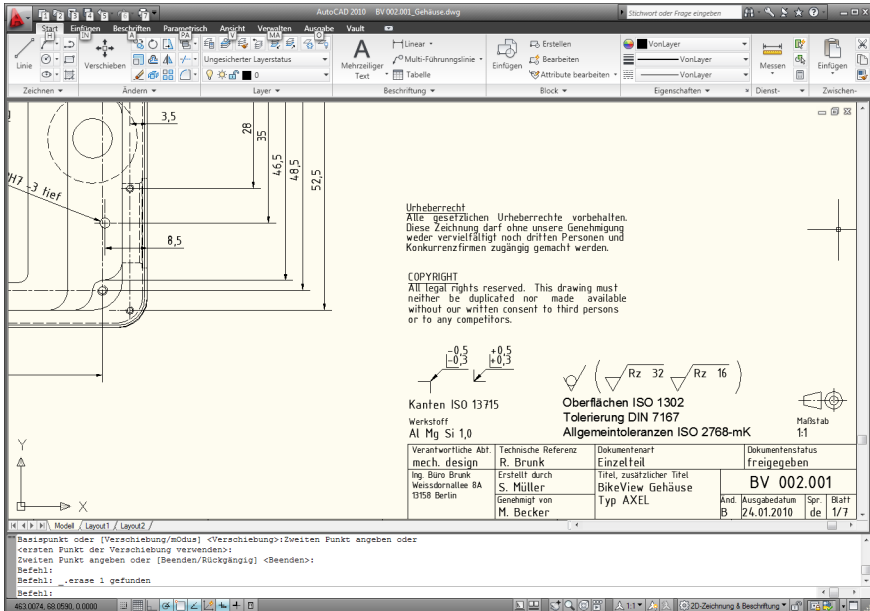 AutoCAD 2010 BV 002.001_Gehäuse.dwg
Stichwort oder Frage eingeben
Start Einfügen Beschriften Parametrisch Ansicht Verwalten Ausgabe Vault
Linie
Verschieben
Ungesicherter Layerstatus
0
Mehrzeiliger Text
Linear
Multi-Führungslinie
Tabelle
Einfügen
Erstellen
Bearbeiten
Attribute bearbeiten
VonLayer
VonLayer
VonLayer
Messen
Einfügen
Zeichnen Ändern Layer Beschriftung Block Eigenschaften Dienst- Zwischen-
3,5
28
35
46,5
48,5
52,5
H7 -3 tief
8,5
Urheberrecht
Alle gesetzlichen Urheberrechte vorbehalten.
Diese Zeichnung darf ohne unsere Genehmigung
weder vervielfältigt noch dritten Personen und
Konkurrenzfirmen zugängig gemacht werden.
COPYRIGHT
All legal rights reserved. This drawing must
neither be duplicated nor made available
without our written consent to third persons
or to any competitors.
-0,5 +0,5
-0,3 +0,3
Rz 32 Rz 16
Kanten ISO 13715
Oberflächen ISO 1302
Tolerierung DIN 7167
Allgemeintoleranzen ISO 2768-mK
Werkstoff
Al Mg Si 1,0
Maßstab
1:1
Verantwortliche Abt. Technische Referenz Dokumentenart Dokumentenstatus
mech. design R. Brunk Einzelteil freigegeben
Ing. Büro Brunk
Weissdornallee 8A
13158 Berlin
Erstellt durch
S. Müller
Titel, zusätzlicher Titel
BikeView Gehäuse
Typ AXEL
BV 002.001
Genehmigt von
M. Becker
Änd. Ausgabedatum Spr. Blatt
B 24.01.2010 de 1/7
Y
X
Modell Layout1 Layout2
Basispunkt oder [Verschiebung/mOdus] <Verschiebung>:Zweiten Punkt angeben oder
<ersten Punkt der Verschiebung verwenden>:
Zweiten Punkt angeben oder [Beenden/Rückgängig] <Beenden>:
Befehl:
Befehl: _.erase 1 gefunden
Befehl:
463.0074, 68.0590, 0.0000
1:1
2D-Zeichnung & Beschriftung